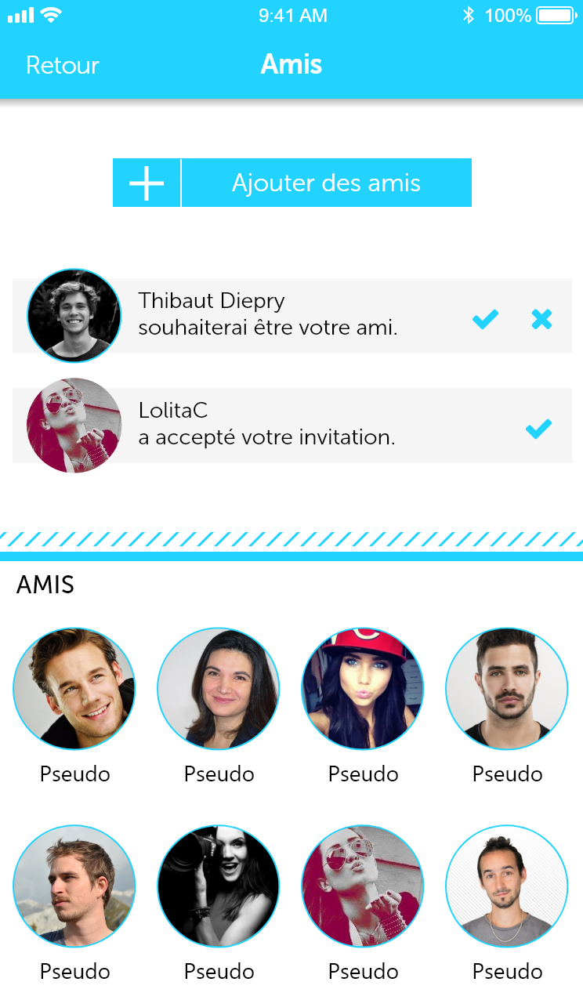 9:41 AM 100%
Retour Amis
Ajouter des amis
Thibaut Diepry
souhaiterai être votre ami.
LolitaC
a accepté votre invitation.
AMIS
Pseudo Pseudo Pseudo Pseudo
Pseudo Pseudo Pseudo Pseudo